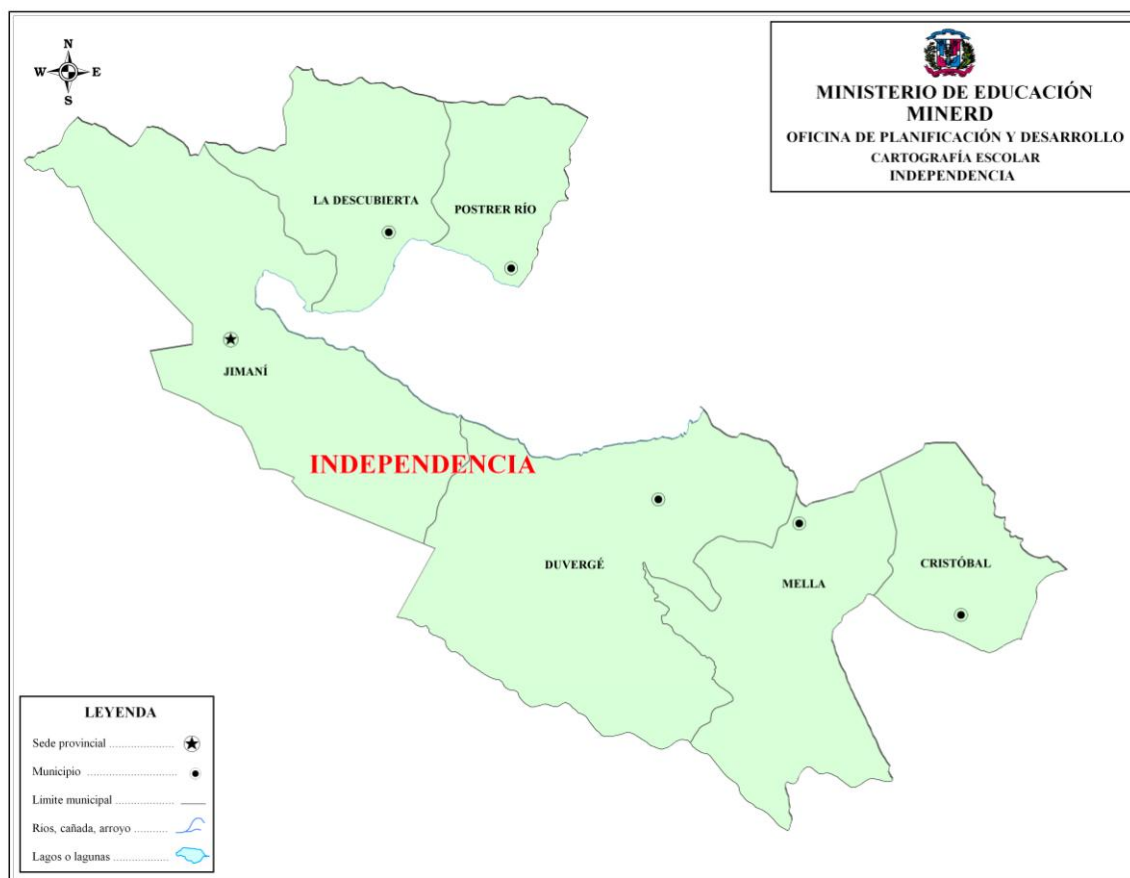 N
W E
S
MINISTERIO DE EDUCACIÓN
MINERD
OFICINA DE PLANIFICACIÓN Y DESARROLLO
CARTOGRAFÍA ESCOLAR
INDEPENDENCIA
LA DESCUBIERTA
POSTRER RÍO
JIMANÍ
INDEPENDENCIA
DUVERGÉ
MELLA
CRISTÓBAL
LEYENDA
Sede provincial .....................
Municipio .............................
Limite municipal ...................
Rios, cañada, arroyo ...........
Lagos o lagunas .................